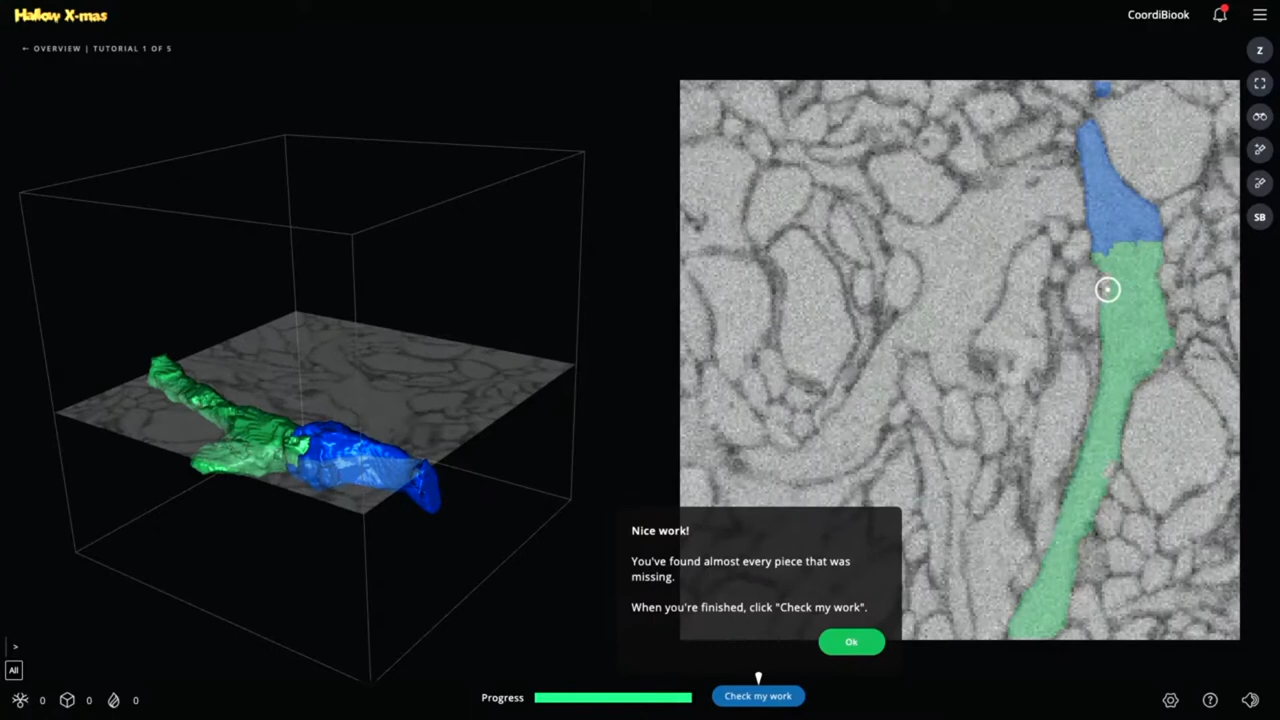 Hallow X-mas
CoordiBiook
← OVERVIEW | TUTORIAL 1 OF 5
Z
SB
Nice work!
You've found almost every piece that was
missing.
When you're finished, click "Check my work".
Ok
>
All
0
0
0
Progress
Check my work